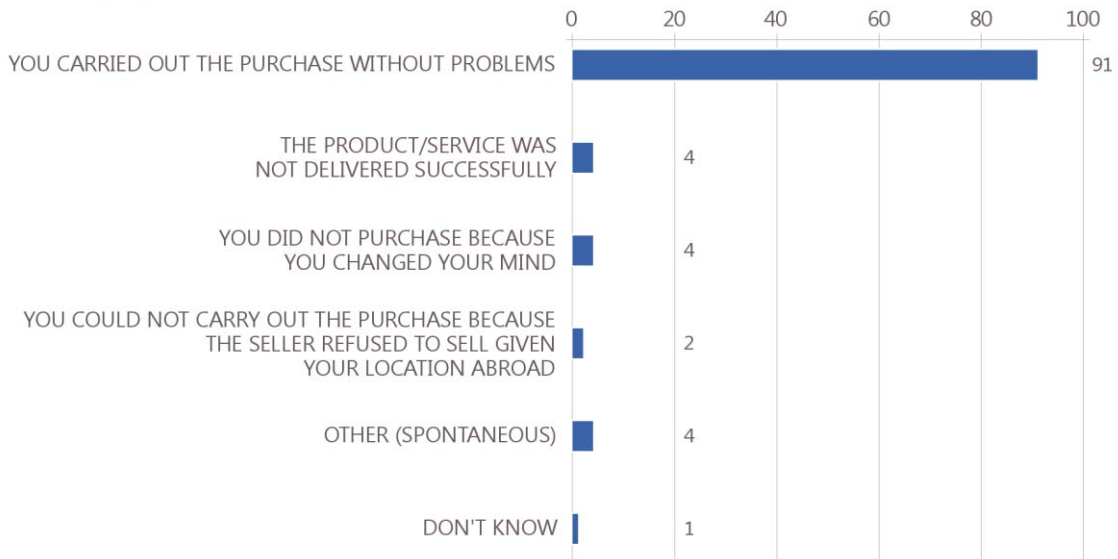 0 20 40 60 80 100
YOU CARRIED OUT THE PURCHASE WITHOUT PROBLEMS 91
THE PRODUCT/SERVICE WAS
NOT DELIVERED SUCCESSFULLY 4
YOU DID NOT PURCHASE BECAUSE
YOU CHANGED YOUR MIND 4
YOU COULD NOT CARRY OUT THE PURCHASE BECAUSE
THE SELLER REFUSED TO SELL GIVEN 2
YOUR LOCATION ABROAD
OTHER (SPONTANEOUS) 4
DON'T KNOW 1